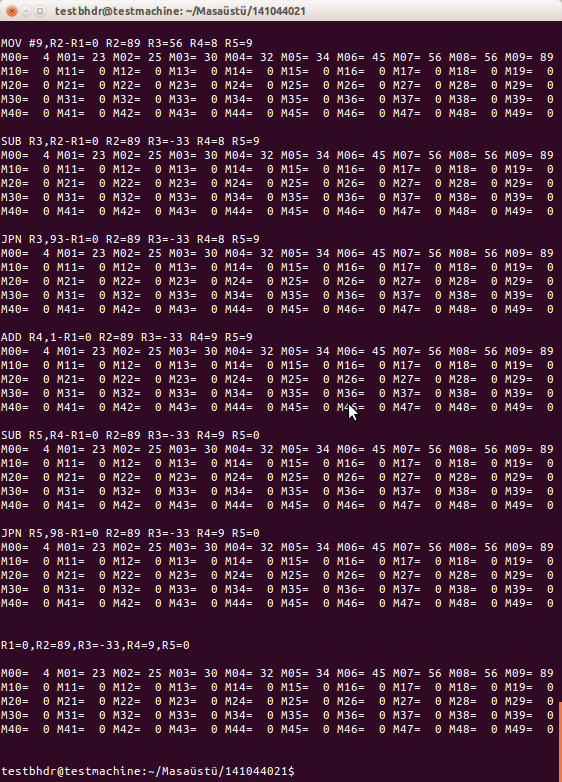 testbhdr@testmachine: ~/Masaüstü/141044021
MOV #9,R2-R1=0 R2=89 R3=56 R4=8 R5=9
M00=  4 M01= 23 M02= 25 M03= 30 M04= 32 M05= 34 M06= 45 M07= 56 M08= 56 M09= 89
M10=  0 M11=  0 M12=  0 M13=  0 M14=  0 M15=  0 M16=  0 M17=  0 M18=  0 M19=  0
M20=  0 M21=  0 M22=  0 M23=  0 M24=  0 M25=  0 M26=  0 M27=  0 M28=  0 M29=  0
M30=  0 M31=  0 M32=  0 M33=  0 M34=  0 M35=  0 M36=  0 M37=  0 M38=  0 M39=  0
M40=  0 M41=  0 M42=  0 M43=  0 M44=  0 M45=  0 M46=  0 M47=  0 M48=  0 M49=  0
SUB R3,R2-R1=0 R2=89 R3=-33 R4=8 R5=9
M00=  4 M01= 23 M02= 25 M03= 30 M04= 32 M05= 34 M06= 45 M07= 56 M08= 56 M09= 89
M10=  0 M11=  0 M12=  0 M13=  0 M14=  0 M15=  0 M16=  0 M17=  0 M18=  0 M19=  0
M20=  0 M21=  0 M22=  0 M23=  0 M24=  0 M25=  0 M26=  0 M27=  0 M28=  0 M29=  0
M30=  0 M31=  0 M32=  0 M33=  0 M34=  0 M35=  0 M36=  0 M37=  0 M38=  0 M39=  0
M40=  0 M41=  0 M42=  0 M43=  0 M44=  0 M45=  0 M46=  0 M47=  0 M48=  0 M49=  0
JPN R3,93-R1=0 R2=89 R3=-33 R4=8 R5=9
M00=  4 M01= 23 M02= 25 M03= 30 M04= 32 M05= 34 M06= 45 M07= 56 M08= 56 M09= 89
M10=  0 M11=  0 M12=  0 M13=  0 M14=  0 M15=  0 M16=  0 M17=  0 M18=  0 M19=  0
M20=  0 M21=  0 M22=  0 M23=  0 M24=  0 M25=  0 M26=  0 M27=  0 M28=  0 M29=  0
M30=  0 M31=  0 M32=  0 M33=  0 M34=  0 M35=  0 M36=  0 M37=  0 M38=  0 M39=  0
M40=  0 M41=  0 M42=  0 M43=  0 M44=  0 M45=  0 M46=  0 M47=  0 M48=  0 M49=  0
ADD R4,1-R1=0 R2=89 R3=-33 R4=9 R5=9
M00=  4 M01= 23 M02= 25 M03= 30 M04= 32 M05= 34 M06= 45 M07= 56 M08= 56 M09= 89
M10=  0 M11=  0 M12=  0 M13=  0 M14=  0 M15=  0 M16=  0 M17=  0 M18=  0 M19=  0
M20=  0 M21=  0 M22=  0 M23=  0 M24=  0 M25=  0 M26=  0 M27=  0 M28=  0 M29=  0
M30=  0 M31=  0 M32=  0 M33=  0 M34=  0 M35=  0 M36=  0 M37=  0 M38=  0 M39=  0
M40=  0 M41=  0 M42=  0 M43=  0 M44=  0 M45=  0 M46=  0 M47=  0 M48=  0 M49=  0
SUB R5,R4-R1=0 R2=89 R3=-33 R4=9 R5=0
M00=  4 M01= 23 M02= 25 M03= 30 M04= 32 M05= 34 M06= 45 M07= 56 M08= 56 M09= 89
M10=  0 M11=  0 M12=  0 M13=  0 M14=  0 M15=  0 M16=  0 M17=  0 M18=  0 M19=  0
M20=  0 M21=  0 M22=  0 M23=  0 M24=  0 M25=  0 M26=  0 M27=  0 M28=  0 M29=  0
M30=  0 M31=  0 M32=  0 M33=  0 M34=  0 M35=  0 M36=  0 M37=  0 M38=  0 M39=  0
M40=  0 M41=  0 M42=  0 M43=  0 M44=  0 M45=  0 M46=  0 M47=  0 M48=  0 M49=  0
JPN R5,98-R1=0 R2=89 R3=-33 R4=9 R5=0
M00=  4 M01= 23 M02= 25 M03= 30 M04= 32 M05= 34 M06= 45 M07= 56 M08= 56 M09= 89
M10=  0 M11=  0 M12=  0 M13=  0 M14=  0 M15=  0 M16=  0 M17=  0 M18=  0 M19=  0
M20=  0 M21=  0 M22=  0 M23=  0 M24=  0 M25=  0 M26=  0 M27=  0 M28=  0 M29=  0
M30=  0 M31=  0 M32=  0 M33=  0 M34=  0 M35=  0 M36=  0 M37=  0 M38=  0 M39=  0
M40=  0 M41=  0 M42=  0 M43=  0 M44=  0 M45=  0 M46=  0 M47=  0 M48=  0 M49=  0
R1=0,R2=89,R3=-33,R4=9,R5=0
M00=  4 M01= 23 M02= 25 M03= 30 M04= 32 M05= 34 M06= 45 M07= 56 M08= 56 M09= 89
M10=  0 M11=  0 M12=  0 M13=  0 M14=  0 M15=  0 M16=  0 M17=  0 M18=  0 M19=  0
M20=  0 M21=  0 M22=  0 M23=  0 M24=  0 M25=  0 M26=  0 M27=  0 M28=  0 M29=  0
M30=  0 M31=  0 M32=  0 M33=  0 M34=  0 M35=  0 M36=  0 M37=  0 M38=  0 M39=  0
M40=  0 M41=  0 M42=  0 M43=  0 M44=  0 M45=  0 M46=  0 M47=  0 M48=  0 M49=  0
testbhdr@testmachine:~/Masaüstü/141044021$